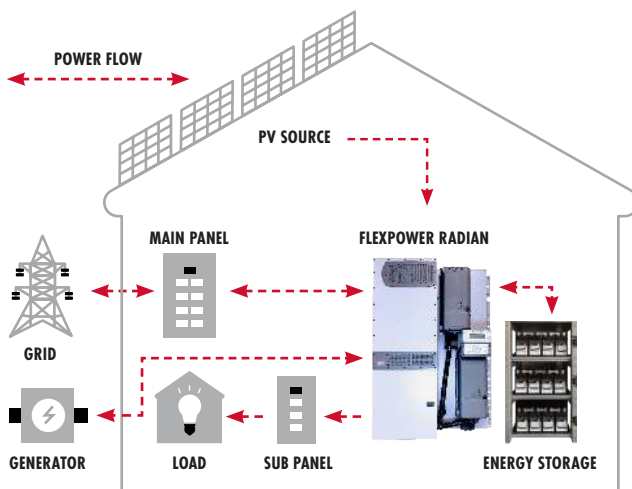 POWER FLOW
PV SOURCE
MAIN PANEL
FLEXPOWER RADIAN
GRID
GENERATOR
LOAD
SUB PANEL
ENERGY STORAGE